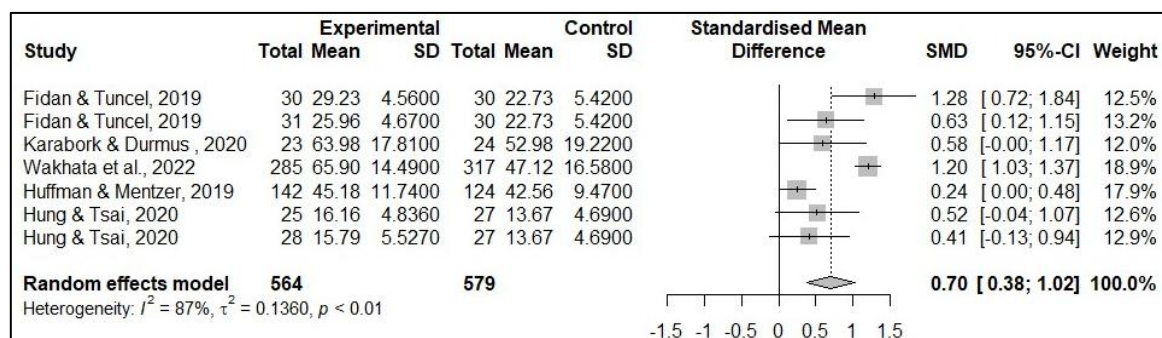 Experimental Control Standardised Mean
Study Total Mean SD Total Mean SD Difference SMD 95%-CI Weight
Fidan & Tuncel, 2019 30 29.23 4.5600 30 22.73 5.4200 1.28 [ 0.72; 1.84] 12.5%
Fidan & Tuncel, 2019 31 25.96 4.6700 30 22.73 5.4200 0.63 [ 0.12; 1.15] 13.2%
Karabork & Durmus , 2020 23 63.98 17.8100 24 52.98 19.2200 0.58 [-0.00; 1.17] 12.0%
Wakhata et al., 2022 285 65.90 14.4900 317 47.12 16.5800 1.20 [ 1.03; 1.37] 18.9%
Huffman & Mentzer, 2019 142 45.18 11.7400 124 42.56 9.4700 0.24 [ 0.00; 0.48] 17.9%
Hung & Tsai, 2020 25 16.16 4.8360 27 13.67 4.6900 0.52 [-0.04; 1.07] 12.6%
Hung & Tsai, 2020 28 15.79 5.5270 27 13.67 4.6900 0.41 [-0.13; 0.94] 12.9%
Random effects model 564 579 0.70 [ 0.38; 1.02] 100.0%
Heterogeneity: I² = 87%, τ² = 0.1360, p < 0.01
-1.5 -1 -0.5 0 0.5 1 1.5